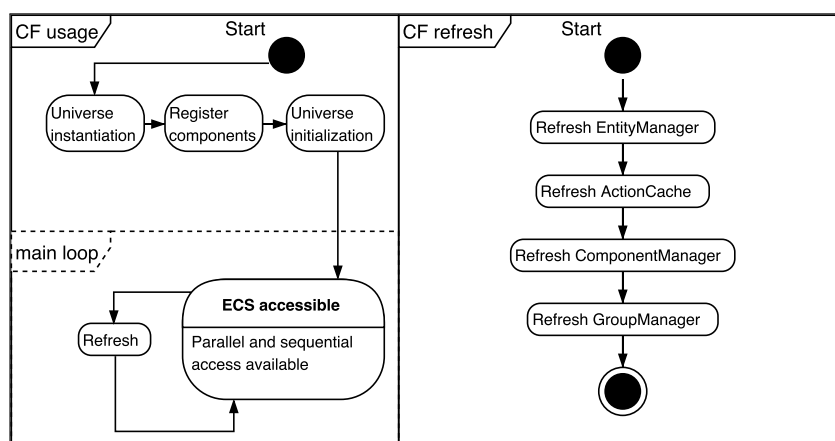 CF usage
Start
Universe
instantiation
Register
components
Universe
initialization
main loop
ECS accessible
Parallel and sequential
access available
Refresh
CF refresh
Start
Refresh EntityManager
Refresh ActionCache
Refresh ComponentManager
Refresh GroupManager